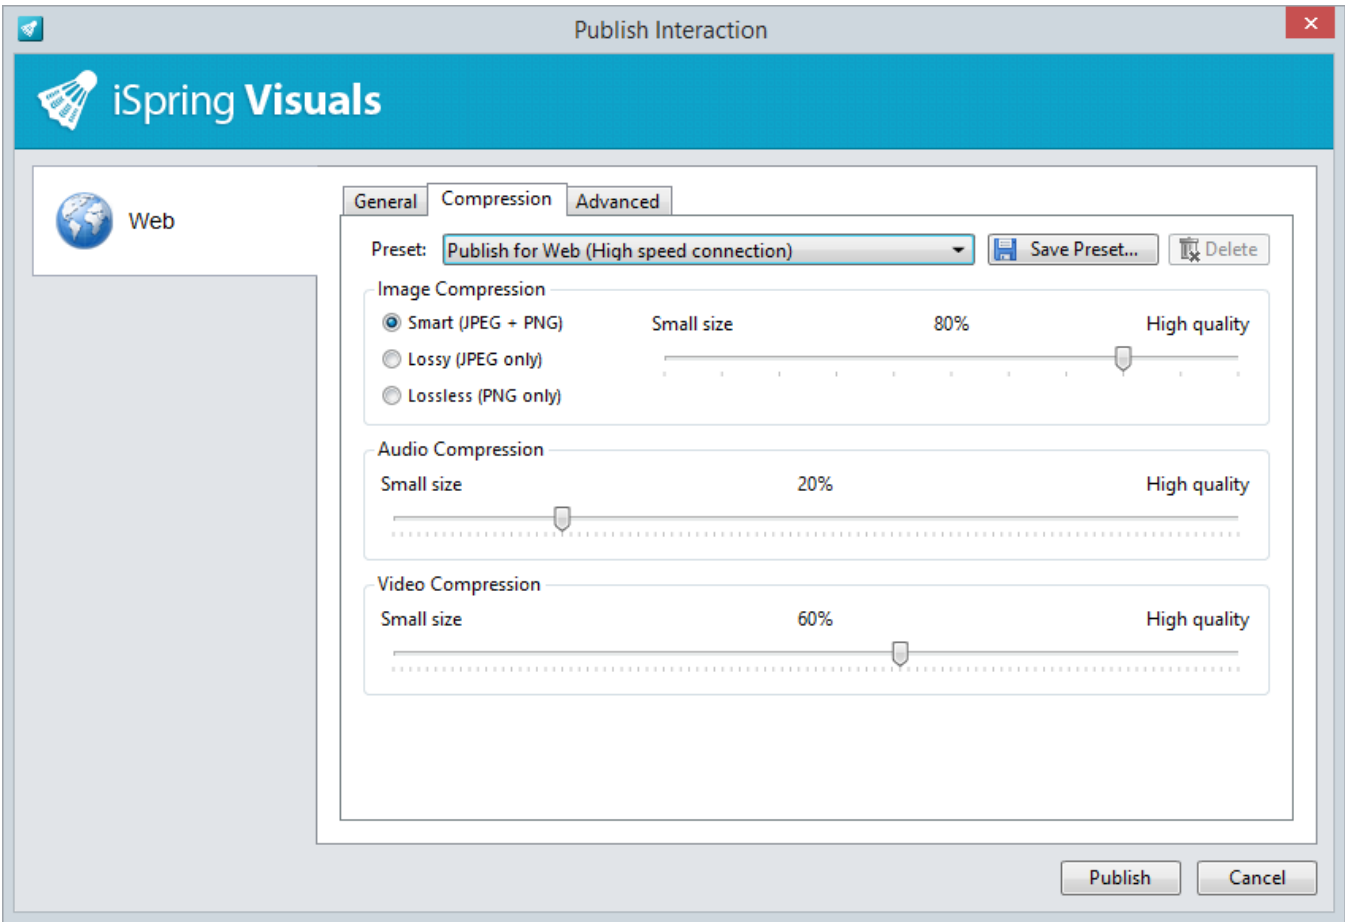 Publish Interaction
iSpring Visuals
Web
General Compression Advanced
Preset: Publish for Web (High speed connection) Save Preset... Delete
Image Compression
Smart (JPEG + PNG) Small size 80% High quality
Lossy (JPEG only)
Lossless (PNG only)
Audio Compression
Small size 20% High quality
Video Compression
Small size 60% High quality
Publish Cancel